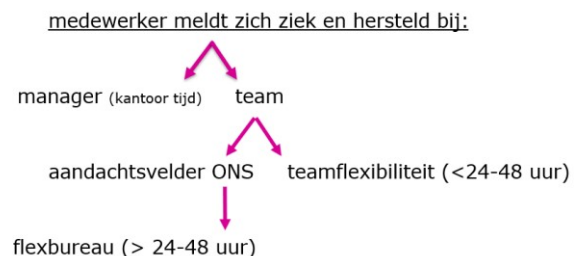 medewerker meldt zich ziek en hersteld bij:
manager (kantoor tijd) team
aandachtsvelder ONS teamflexibiliteit (<24-48 uur)
flexbureau (> 24-48 uur)